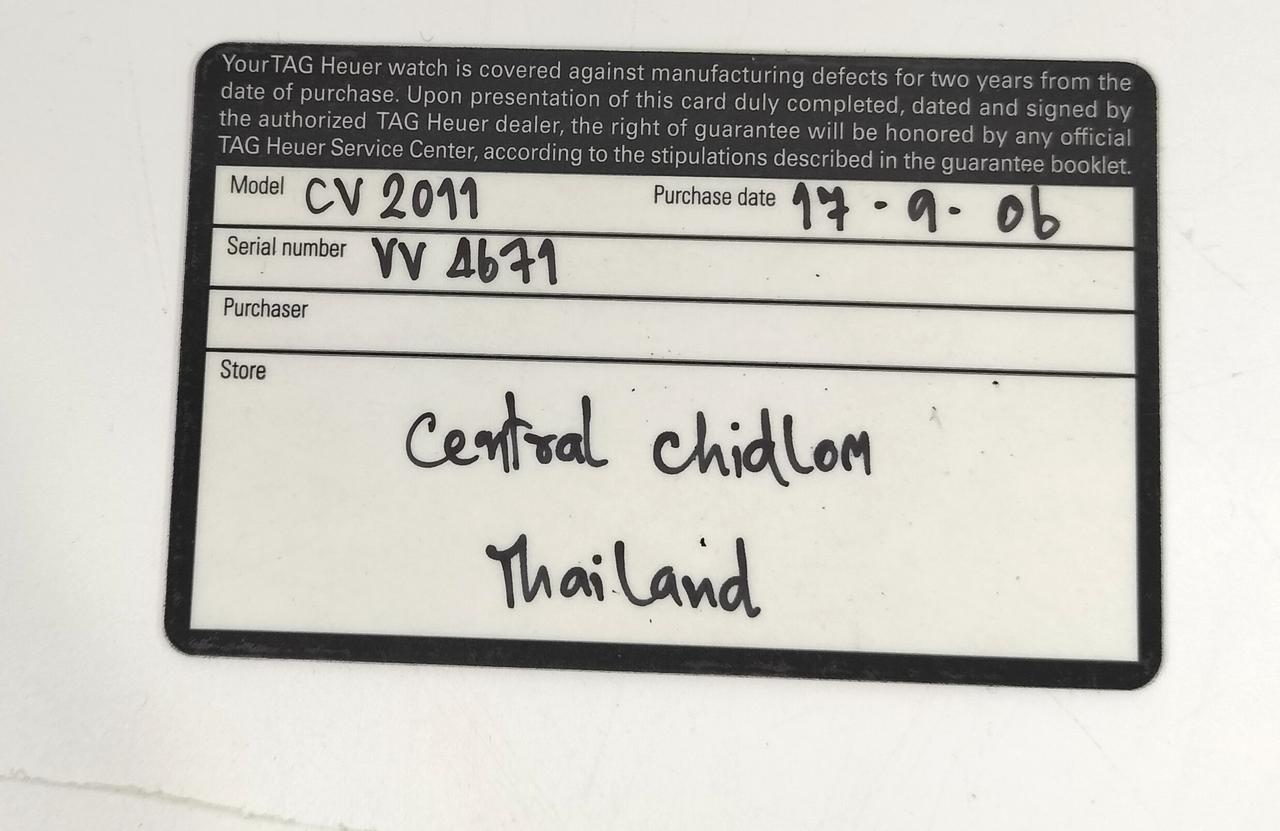 Your TAG Heuer watch is covered against manufacturing defects for two years from the
date of purchase. Upon presentation of this card duly completed, dated and signed by
the authorized TAG Heuer dealer, the right of guarantee will be honored by any official
TAG Heuer Service Center, according to the stipulations described in the guarantee booklet.
Model CV 2011 Purchase date 17 - 9 - 06
Serial number VV 4671
Purchaser
Store
Central Chidlom
Thailand